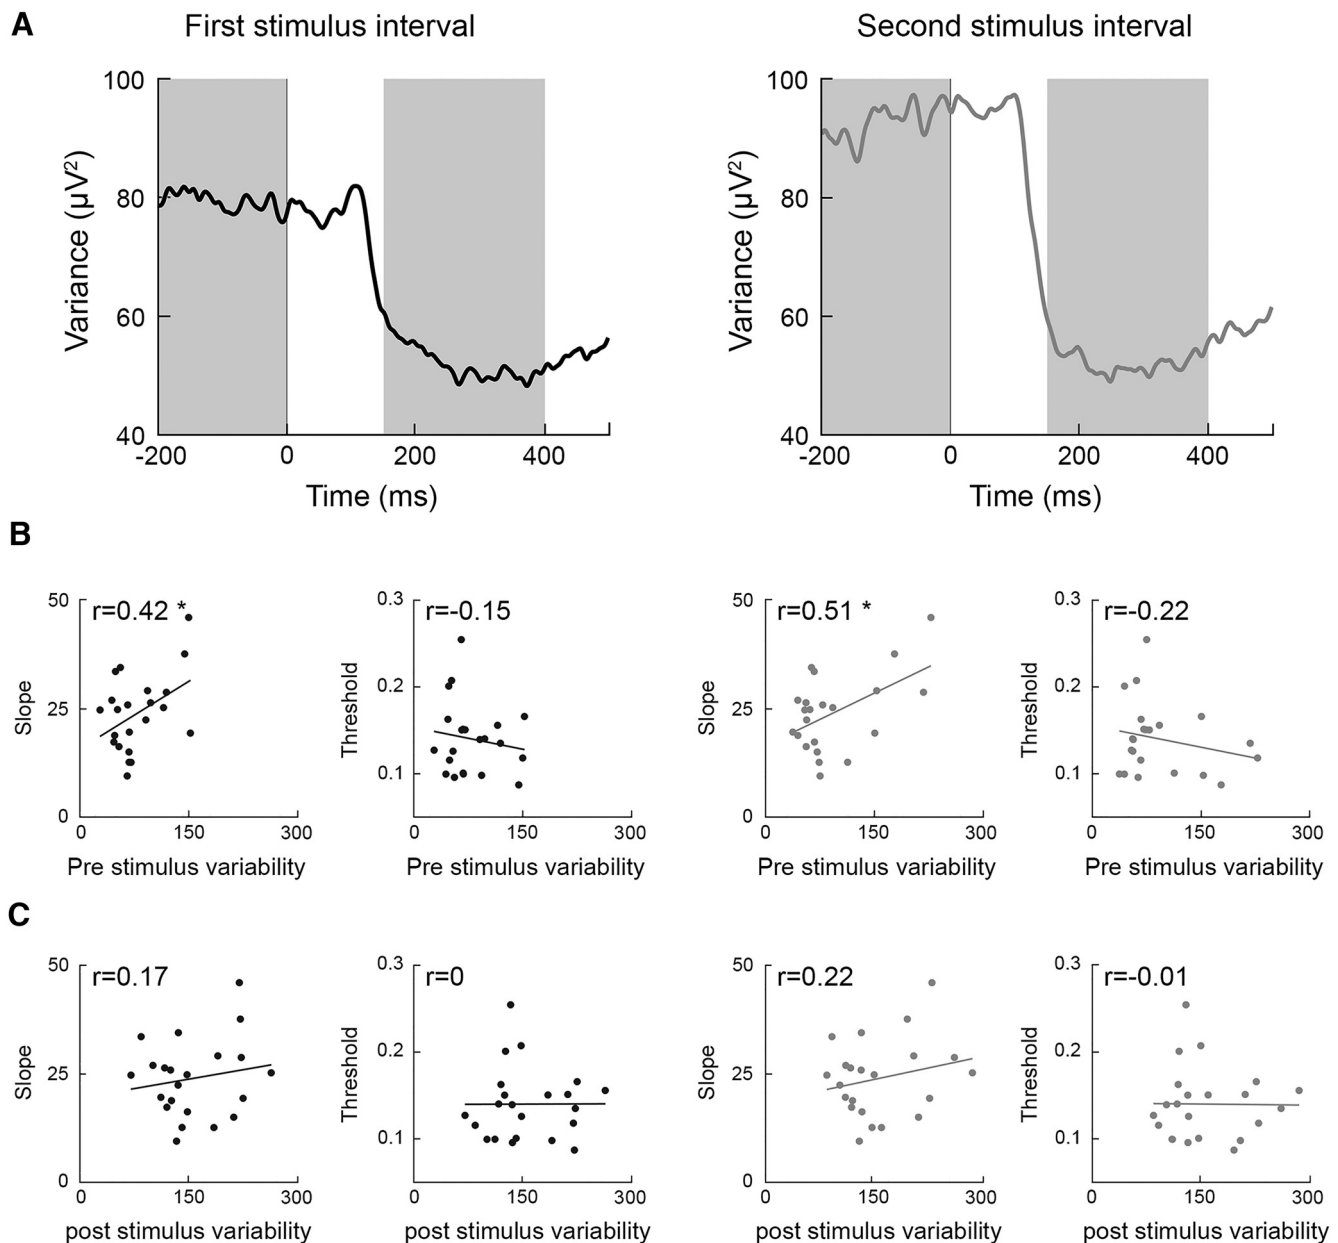 A
First stimulus interval
Second stimulus interval
Variance (µV²)
100
80
60
40
-200 0 200 400
Time (ms)
Variance (µV²)
100
80
60
40
-200 0 200 400
Time (ms)
B
r=0.42 *
Slope
50
25
0
0 150 300
Pre stimulus variability
r=-0.15
Threshold
0.3
0.2
0.1
0 150 300
Pre stimulus variability
r=0.51 *
Slope
50
25
0
0 150 300
Pre stimulus variability
r=-0.22
Threshold
0.3
0.2
0.1
0 150 300
Pre stimulus variability
C
r=0.17
Slope
50
25
0
0 150 300
post stimulus variability
r=0
Threshold
0.3
0.2
0.1
0 150 300
post stimulus variability
r=0.22
Slope
50
25
0
0 150 300
post stimulus variability
r=-0.01
Threshold
0.3
0.2
0.1
0 150 300
post stimulus variability